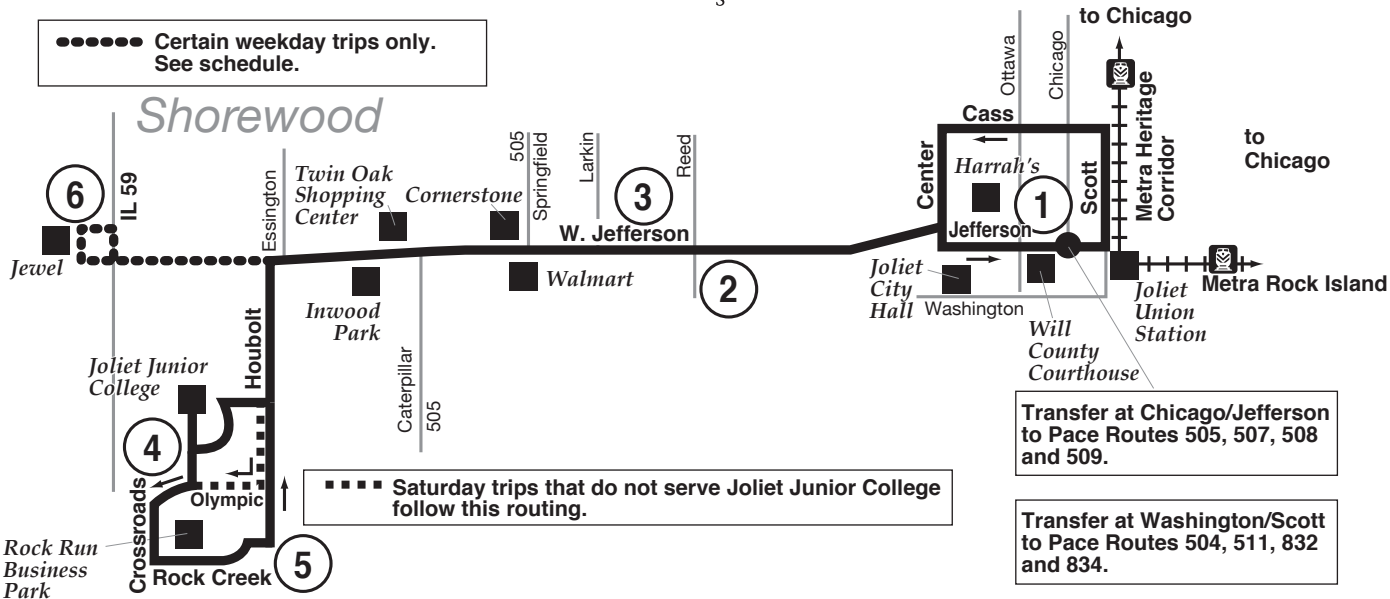 s
to Chicago
Certain weekday trips only.
See schedule.
Shorewood
6
IL 59
Jewel
Essington
Twin Oak
Shopping
Center
Cornerstone
505
Springfield
Larkin
3
Reed
W. Jefferson
2
Walmart
Inwood
Park
Caterpillar
505
Houbolt
Joliet Junior
College
4
Olympic
Crossroads
Rock Creek
5
Rock Run
Business
Park
Saturday trips that do not serve Joliet Junior College
follow this routing.
Ottawa
Chicago
Cass
Center
Harrah's
1
Scott
Jefferson
Metra Heritage
Corridor
to
Chicago
Joliet
City
Hall
Washington
Will
County
Courthouse
Joliet
Union
Station
Metra Rock Island
Transfer at Chicago/Jefferson
to Pace Routes 505, 507, 508
and 509.
Transfer at Washington/Scott
to Pace Routes 504, 511, 832
and 834.